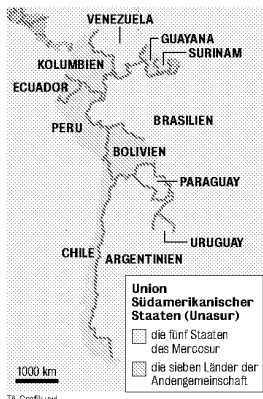 VENEZUELA
GUAYANA
SURINAM
KOLUMBIEN
ECUADOR
PERU
BRASILIEN
BOLIVIEN
PARAGUAY
URUGUAY
CHILE
ARGENTINIEN
Union
Südamerikanischer
Staaten (Unasur)
die fünf Staaten
des Mercosur
die sieben Länder der
Andengemeinschaft
1000 km
TA-Grafik